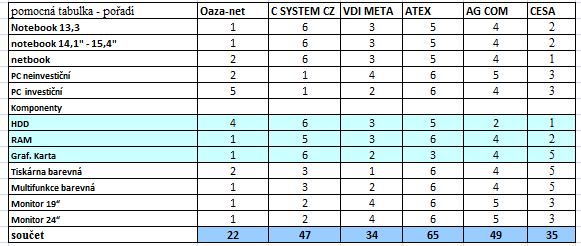 pomocná tabulka - pořadí Oaza-net C SYSTEM CZ VDI META ATEX AG COM CESA
Notebook 13,3 1 6 3 5 4 2
notebook 14,1" - 15,4" 1 6 3 5 4 2
netbook 2 6 3 5 4 1
PC neinvestiční 2 1 4 6 5 3
PC investiční 5 1 2 6 4 3
Komponenty
HDD 4 6 3 5 2 1
RAM 1 5 3 6 4 2
Graf. Karta 1 6 2 3 4 5
Tiskárna barevná 2 3 1 6 4 5
Multifunkce barevná 1 3 2 6 4 5
Monitor 19“ 1 2 4 6 5 3
Monitor 24“ 1 2 4 6 5 3
součet 22 47 34 65 49 35